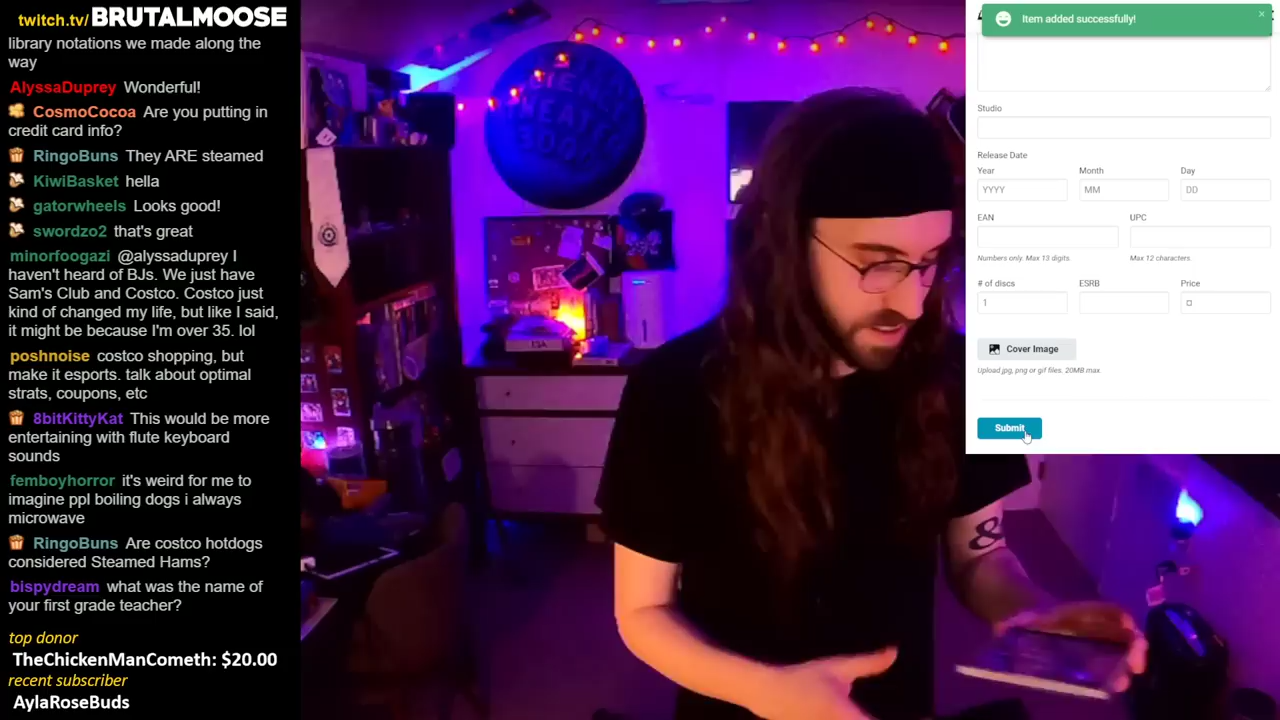 twitch.tv/BRUTALMOOSE
library notations we made along the
way
AlyssaDuprey Wonderful!
CosmoCocoa Are you putting in
credit card info?
RingoBuns They ARE steamed
KiwiBasket hella
gatorwheels Looks good!
swordzo2 that's great
minorfoogazi @alyssaduprey I
haven't heard of BJs. We just have
Sam's Club and Costco. Costco just
kind of changed my life, but like I said,
it might be because I'm over 35. lol
poshnoise costco shopping, but
make it esports. talk about optimal
strats, coupons, etc
8bitKittyKat This would be more
entertaining with flute keyboard
sounds
femboyhorror it's weird for me to
imagine ppl boiling dogs i always
microwave
RingoBuns Are costco hotdogs
considered Steamed Hams?
bispydream what was the name of
your first grade teacher?
top donor
TheChickenManCometh: $20.00
recent subscriber
AylaRoseBuds
THEATER
3000
8
Item added successfully!
Studio
Release Date
Year Month Day
YYYY MM DD
EAN UPC
Numbers only. Max 13 digits. Max 12 characters.
# of discs ESRB Price
1
Cover Image
Upload jpg, png or gif files. 20MB max.
Submit